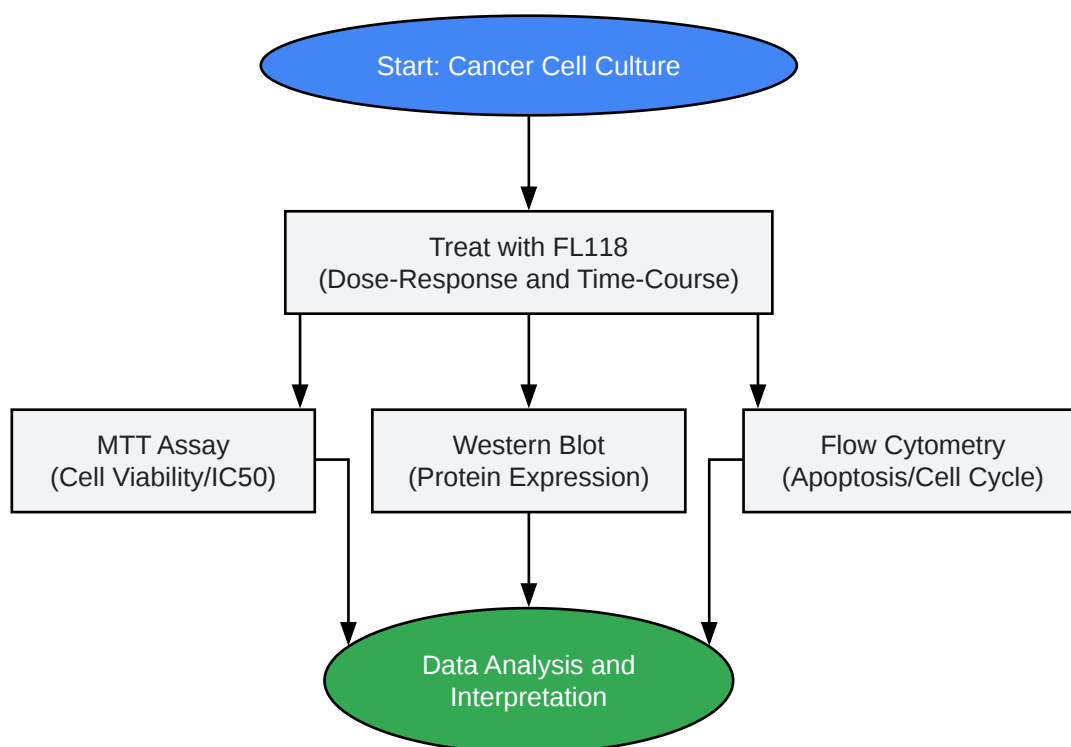 Start: Cancer Cell Culture
Treat with FL118
(Dose-Response and Time-Course)
MTT Assay
(Cell Viability/IC50)
Western Blot
(Protein Expression)
Flow Cytometry
(Apoptosis/Cell Cycle)
Data Analysis and
Interpretation